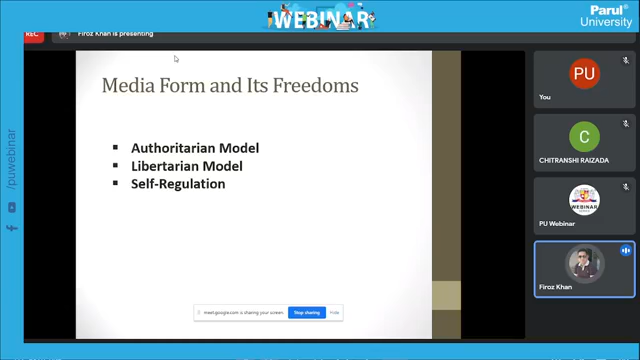 WEBINAR
Parul®
University
REC
Firoz Khan is presenting
Media Form and Its Freedoms
Authoritarian Model
Libertarian Model
Self-Regulation
meet.google.com is sharing your screen.
Stop sharing
Hide
PU
You
C
CHITRANSHI RAIZADA
WEBINAR
PU Webinar
Firoz Khan
/puwebinar